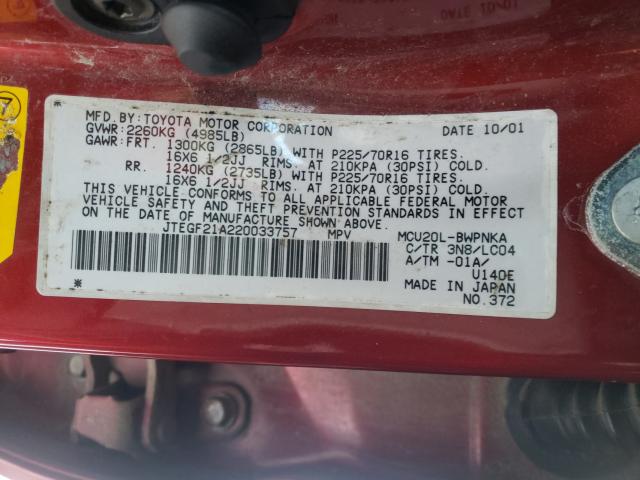 MFD. BY: TOYOTA MOTOR CORPORATION DATE 10/01
GVWR: 2260KG (4985LB)
GAWR: FRT. 1300KG (2865LB) WITH P225/70R16 TIRES.
16X6 1/2JJ RIMS. AT 210KPA (30PSI) COLD.
RR. 1240KG (2735LB) WITH P225/70R16 TIRES.
16X6 1/2JJ RIMS. AT 210KPA (30PSI) COLD.
THIS VEHICLE CONFORMS TO ALL APPLICABLE FEDERAL MOTOR
VEHICLE SAFETY AND THEFT PREVENTION STANDARDS IN EFFECT
ON THE DATE OF MANUFACTURE SHOWN ABOVE.
JTEGF21A220033757 MPV MCU20L-BWPNKA
C/TR 3N8/LC04
A/TM -01A/
U140E
MADE IN JAPAN
NO.372
DATE 10/01